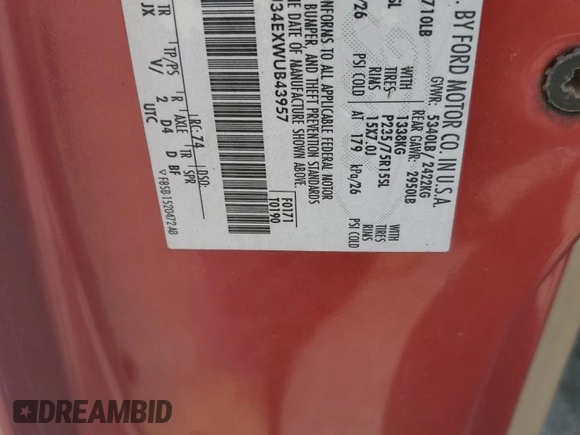 . BY FORD MOTOR CO. IN U.S.A.
GVWR: 5340LB/2422KG
710LB REAR GAWR: 2950LB
1338KG
WITH P235/75R15SL WITH
TIRES TIRES
RIMS 15X7.0J RIMS
/26 PSI COLD AT 179 kPa/26 PSI COLD
NFORMS TO ALL APPLICABLE FEDERAL MOTOR
BUMPER, AND THEFT PREVENTION STANDARDS
DATE OF MANUFACTURE SHOWN ABOVE.
34EXWUB43957
F0171
T0190
RC: 74 DSO:
TR TP/PS R AXLE TR SPR
JX V/ 2 D4 D BF
UTC
F85B-1520472-AB
DREAMBID